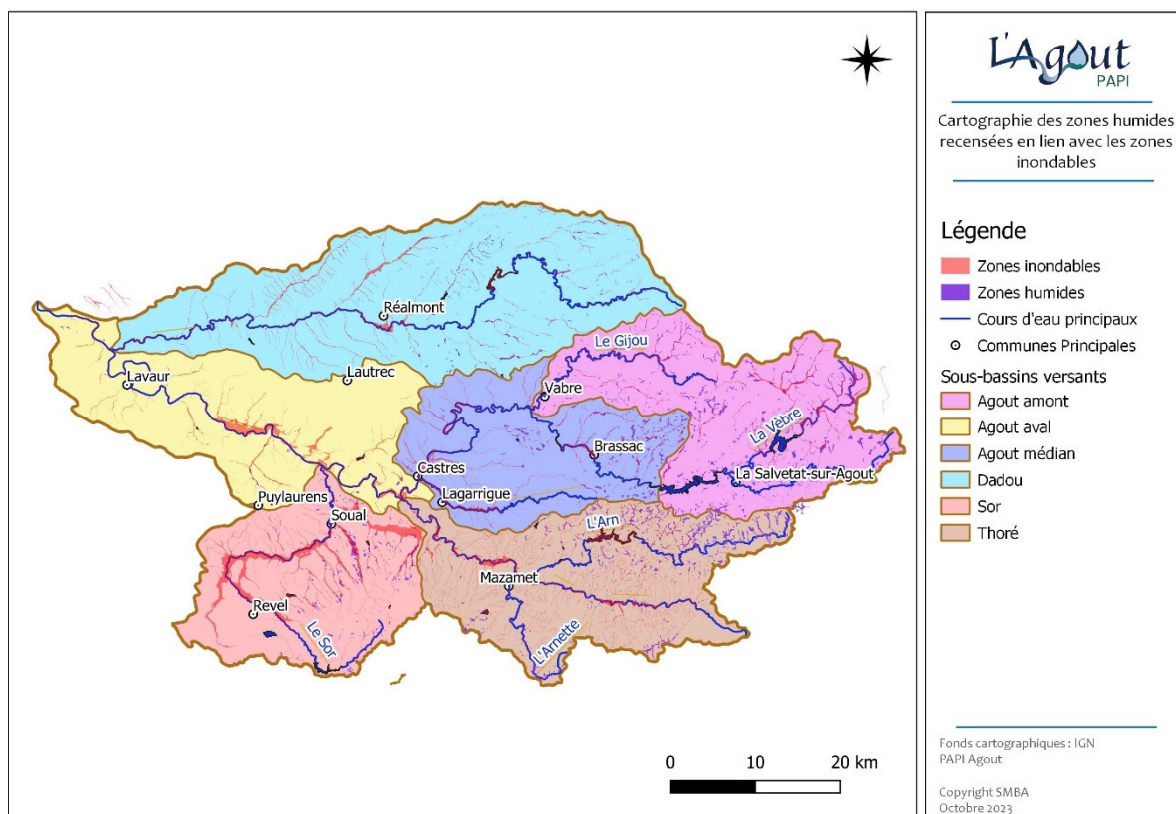 L'Agout
PAPI
Cartographie des zones humides
recensées en lien avec les zones
inondables
Légende
Zones inondables
Zones humides
Cours d'eau principaux
Communes Principales
Sous-bassins versants
Agout amont
Agout aval
Agout médian
Dadou
Sor
Thoré
Fonds cartographiques : IGN
PAPI Agout
Copyright SMBA
Octobre 2023
Réalmont
Le Gijou
Lavaur
Lautrec
Vabre
La Vèbre
Brassac
Castres
La Salvetat-sur-Agout
Lagarrigue
Puylaurens
Soual
L'Arn
Mazamet
Revel
Le Sor
L'Arnette
0 10 20 km